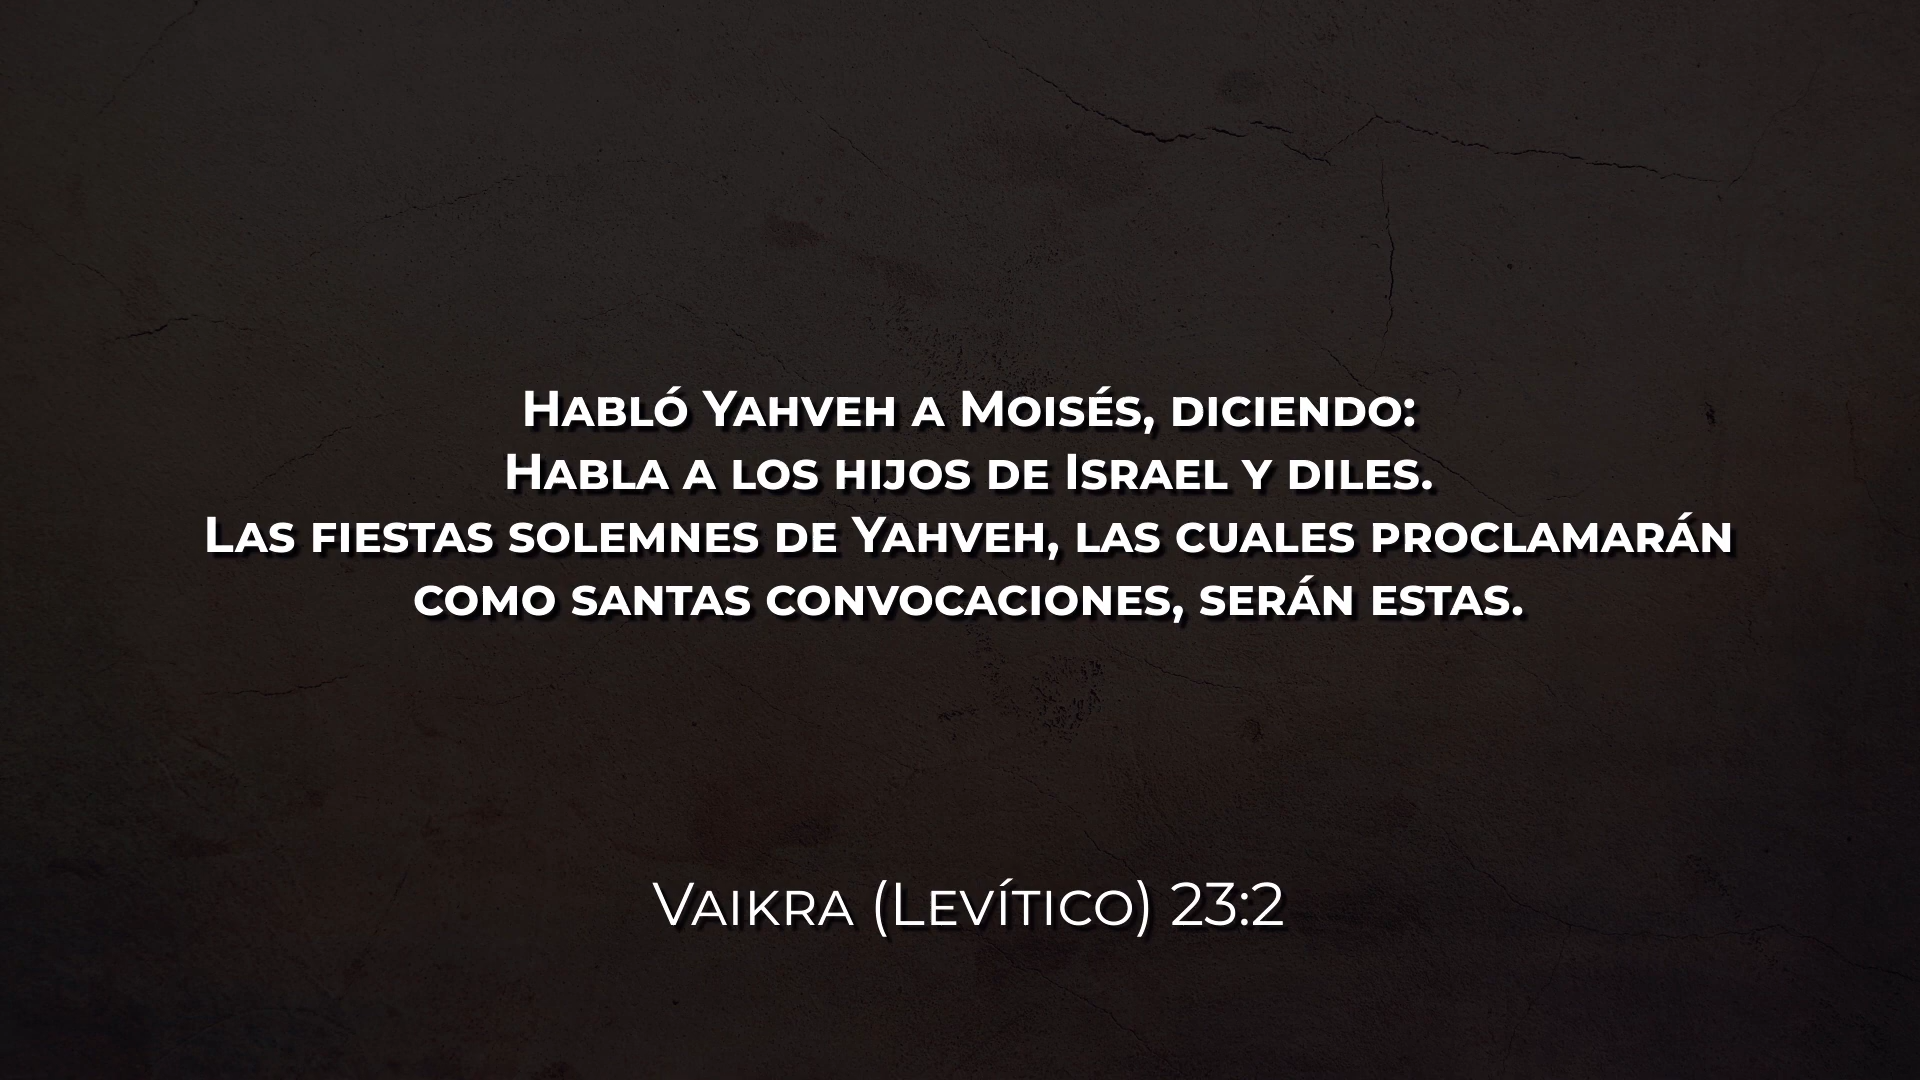 Habló Yahveh a Moisés, diciendo:
Habla a los hijos de Israel y diles.
Las fiestas solemnes de Yahveh, las cuales proclamarán
como santas convocaciones, serán estas.
Vaikra (Levítico) 23:2